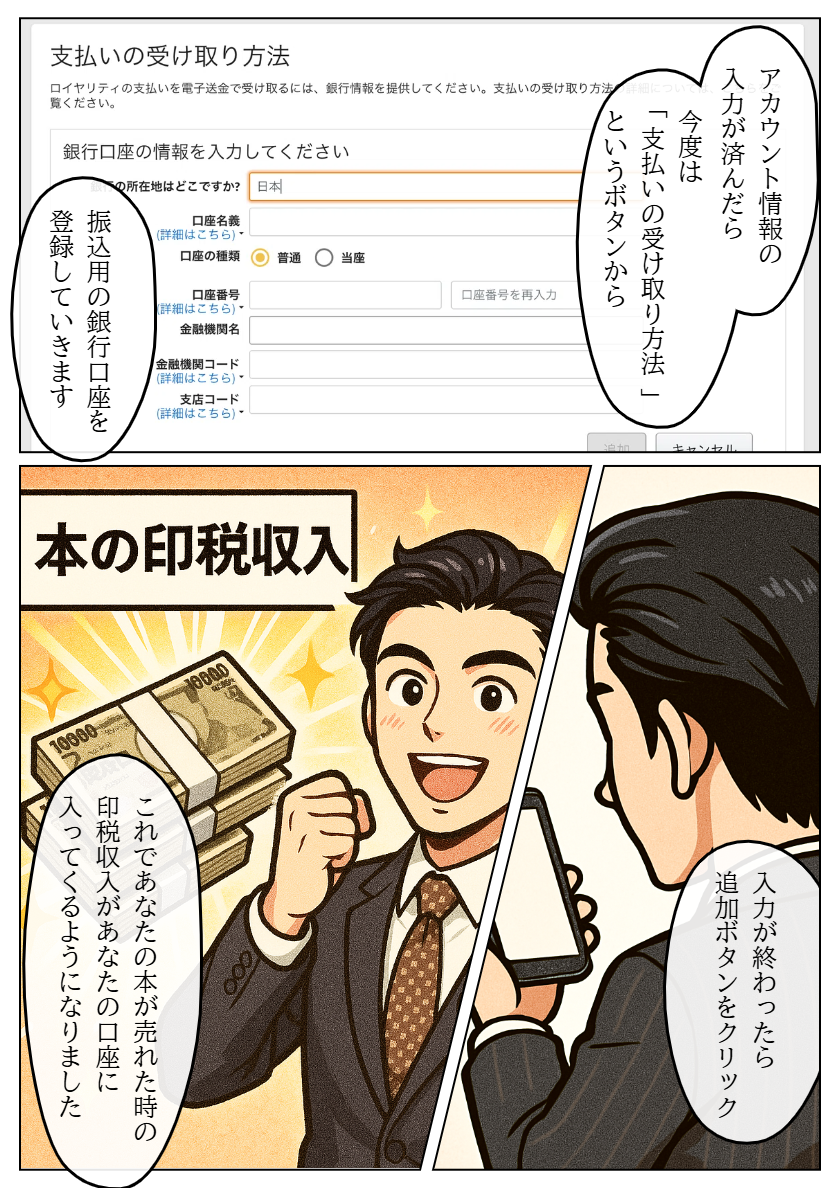 アカウント情報の
入力が済んだら
今度は
「支払いの受け取り方法」
というボタンから
支払いの受け取り方法
ロイヤリティの支払いを電子送金で受け取るには、銀行情報を提供してください。支払いの受け取り方法の詳細については、
覧ください。
銀行口座の情報を入力してください
銀行の所在地はどこですか?
日本
口座名義
(詳細はこちら)
口座の種類
普通
当座
口座番号
(詳細はこちら)
口座番号を再入力
金融機関名
金融機関コード
(詳細はこちら)
支店コード
(詳細はこちら)
追加
キャンセル
振込用の銀行口座を
登録していきます
入力が終わったら
追加ボタンをクリック
本の印税収入
10000
10000
これであなたの本が売れた時の
印税収入があなたの口座に
入ってくるようになりました